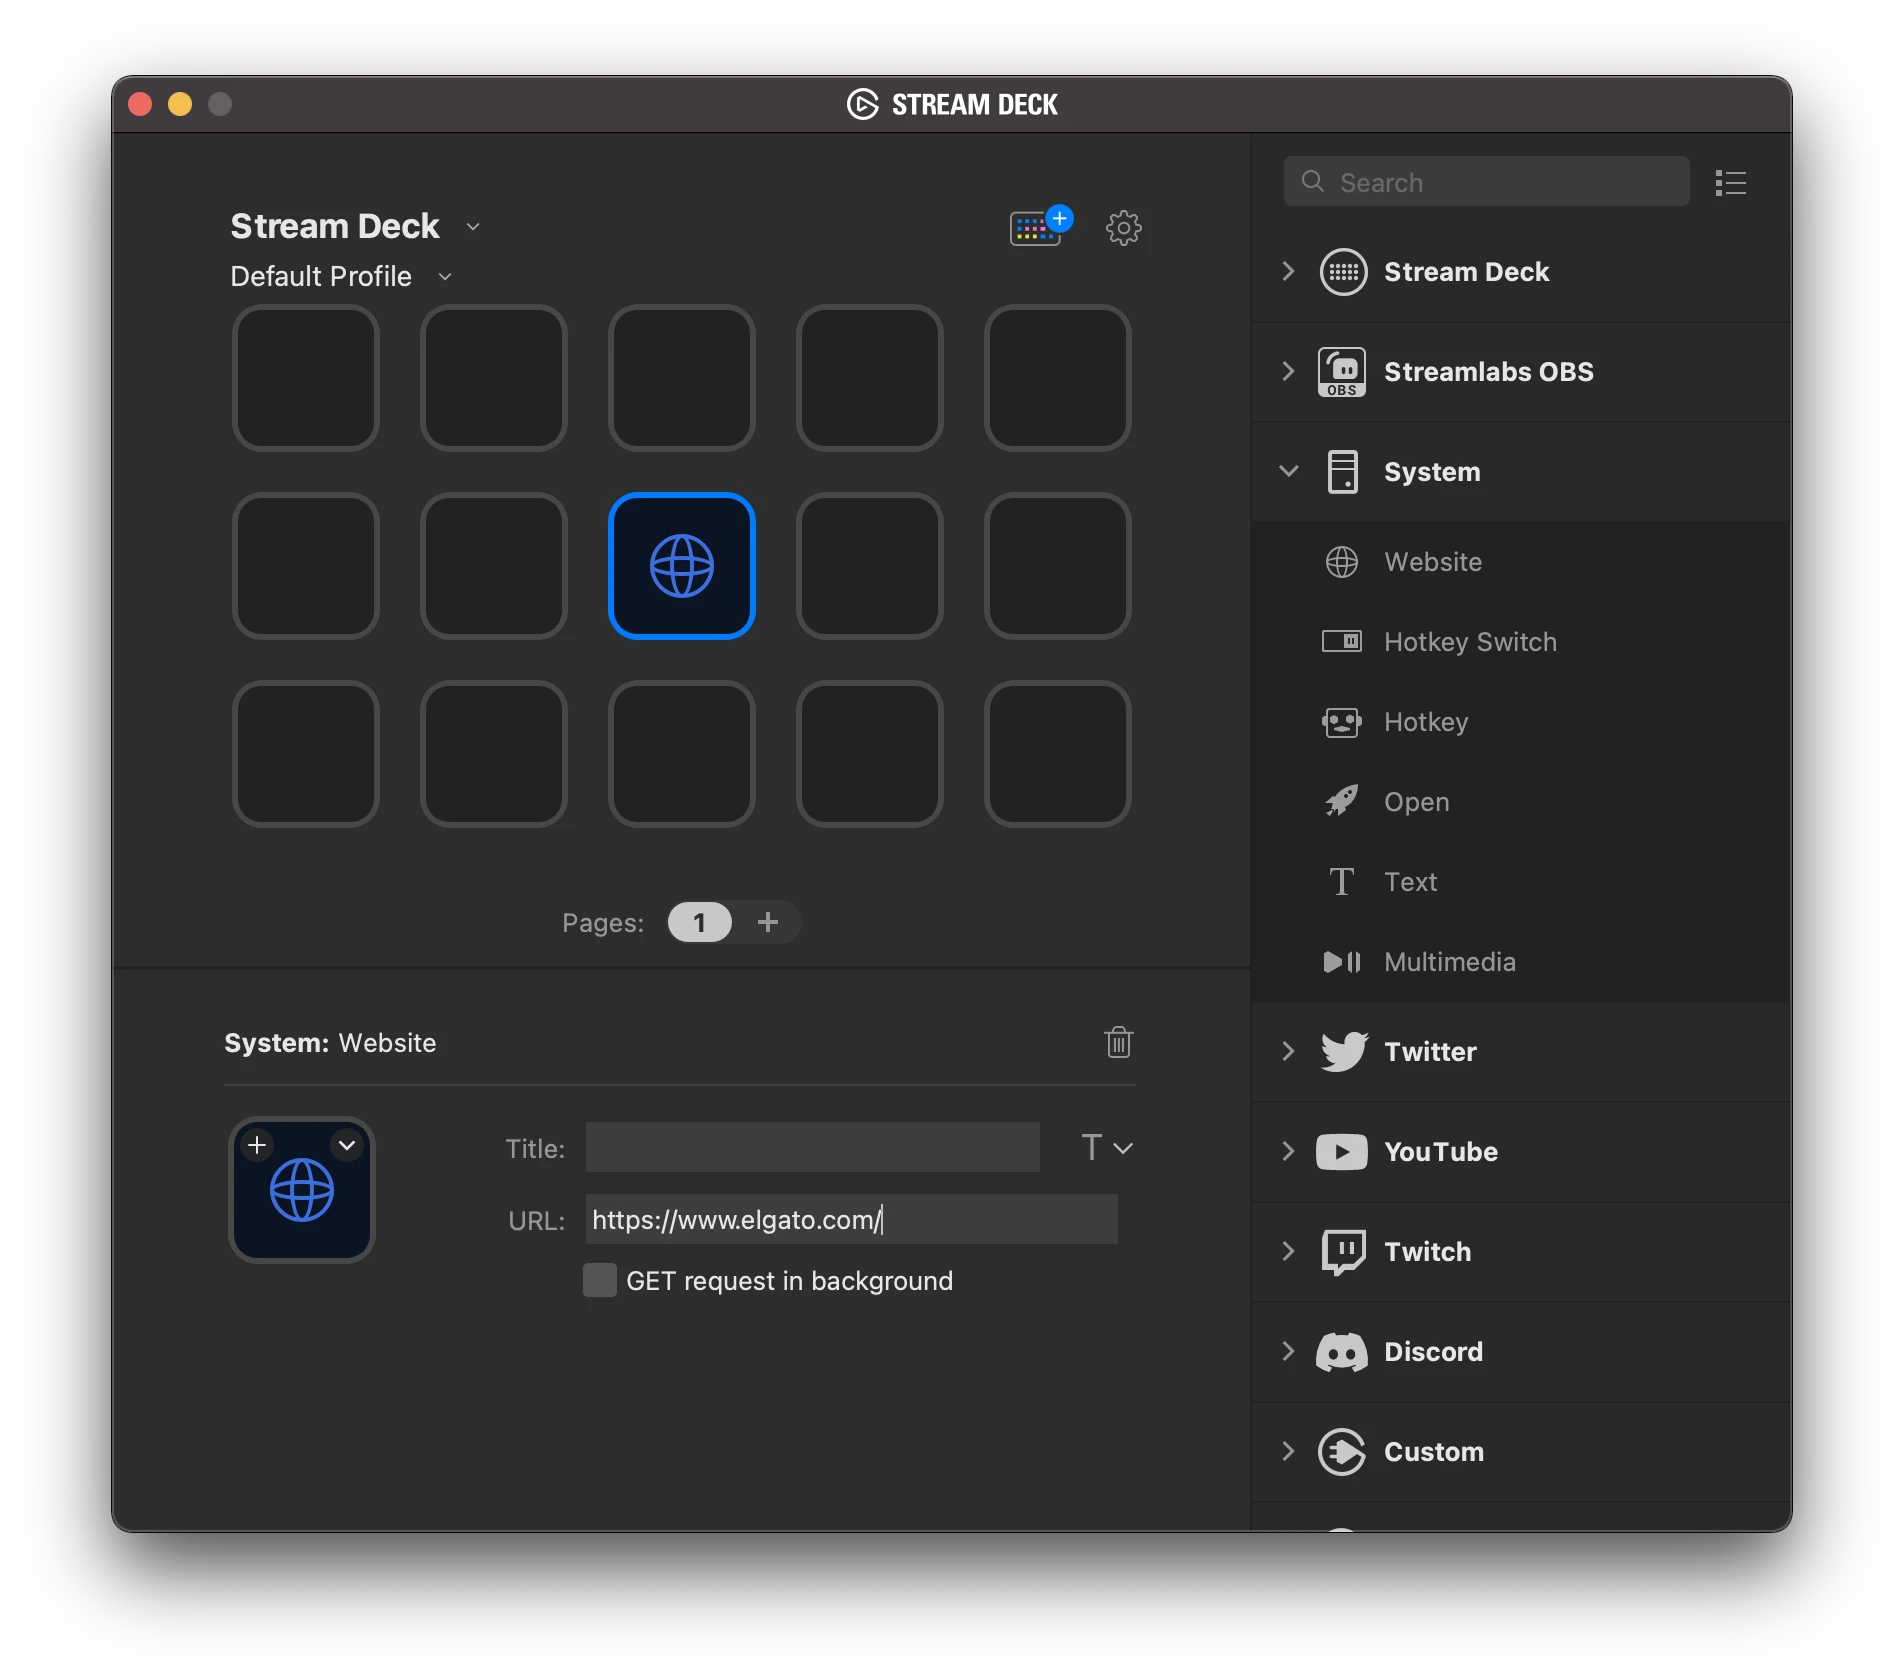 STREAM DECK
Stream Deck
Default Profile
Pages: 1 +
System: Website
Title:
T
URL: https://www.elgato.com/
GET request in background
Search
Stream Deck
OBS
Streamlabs OBS
System
Website
Hotkey Switch
Hotkey
Open
T Text
Multimedia
Twitter
YouTube
Twitch
Discord
Custom